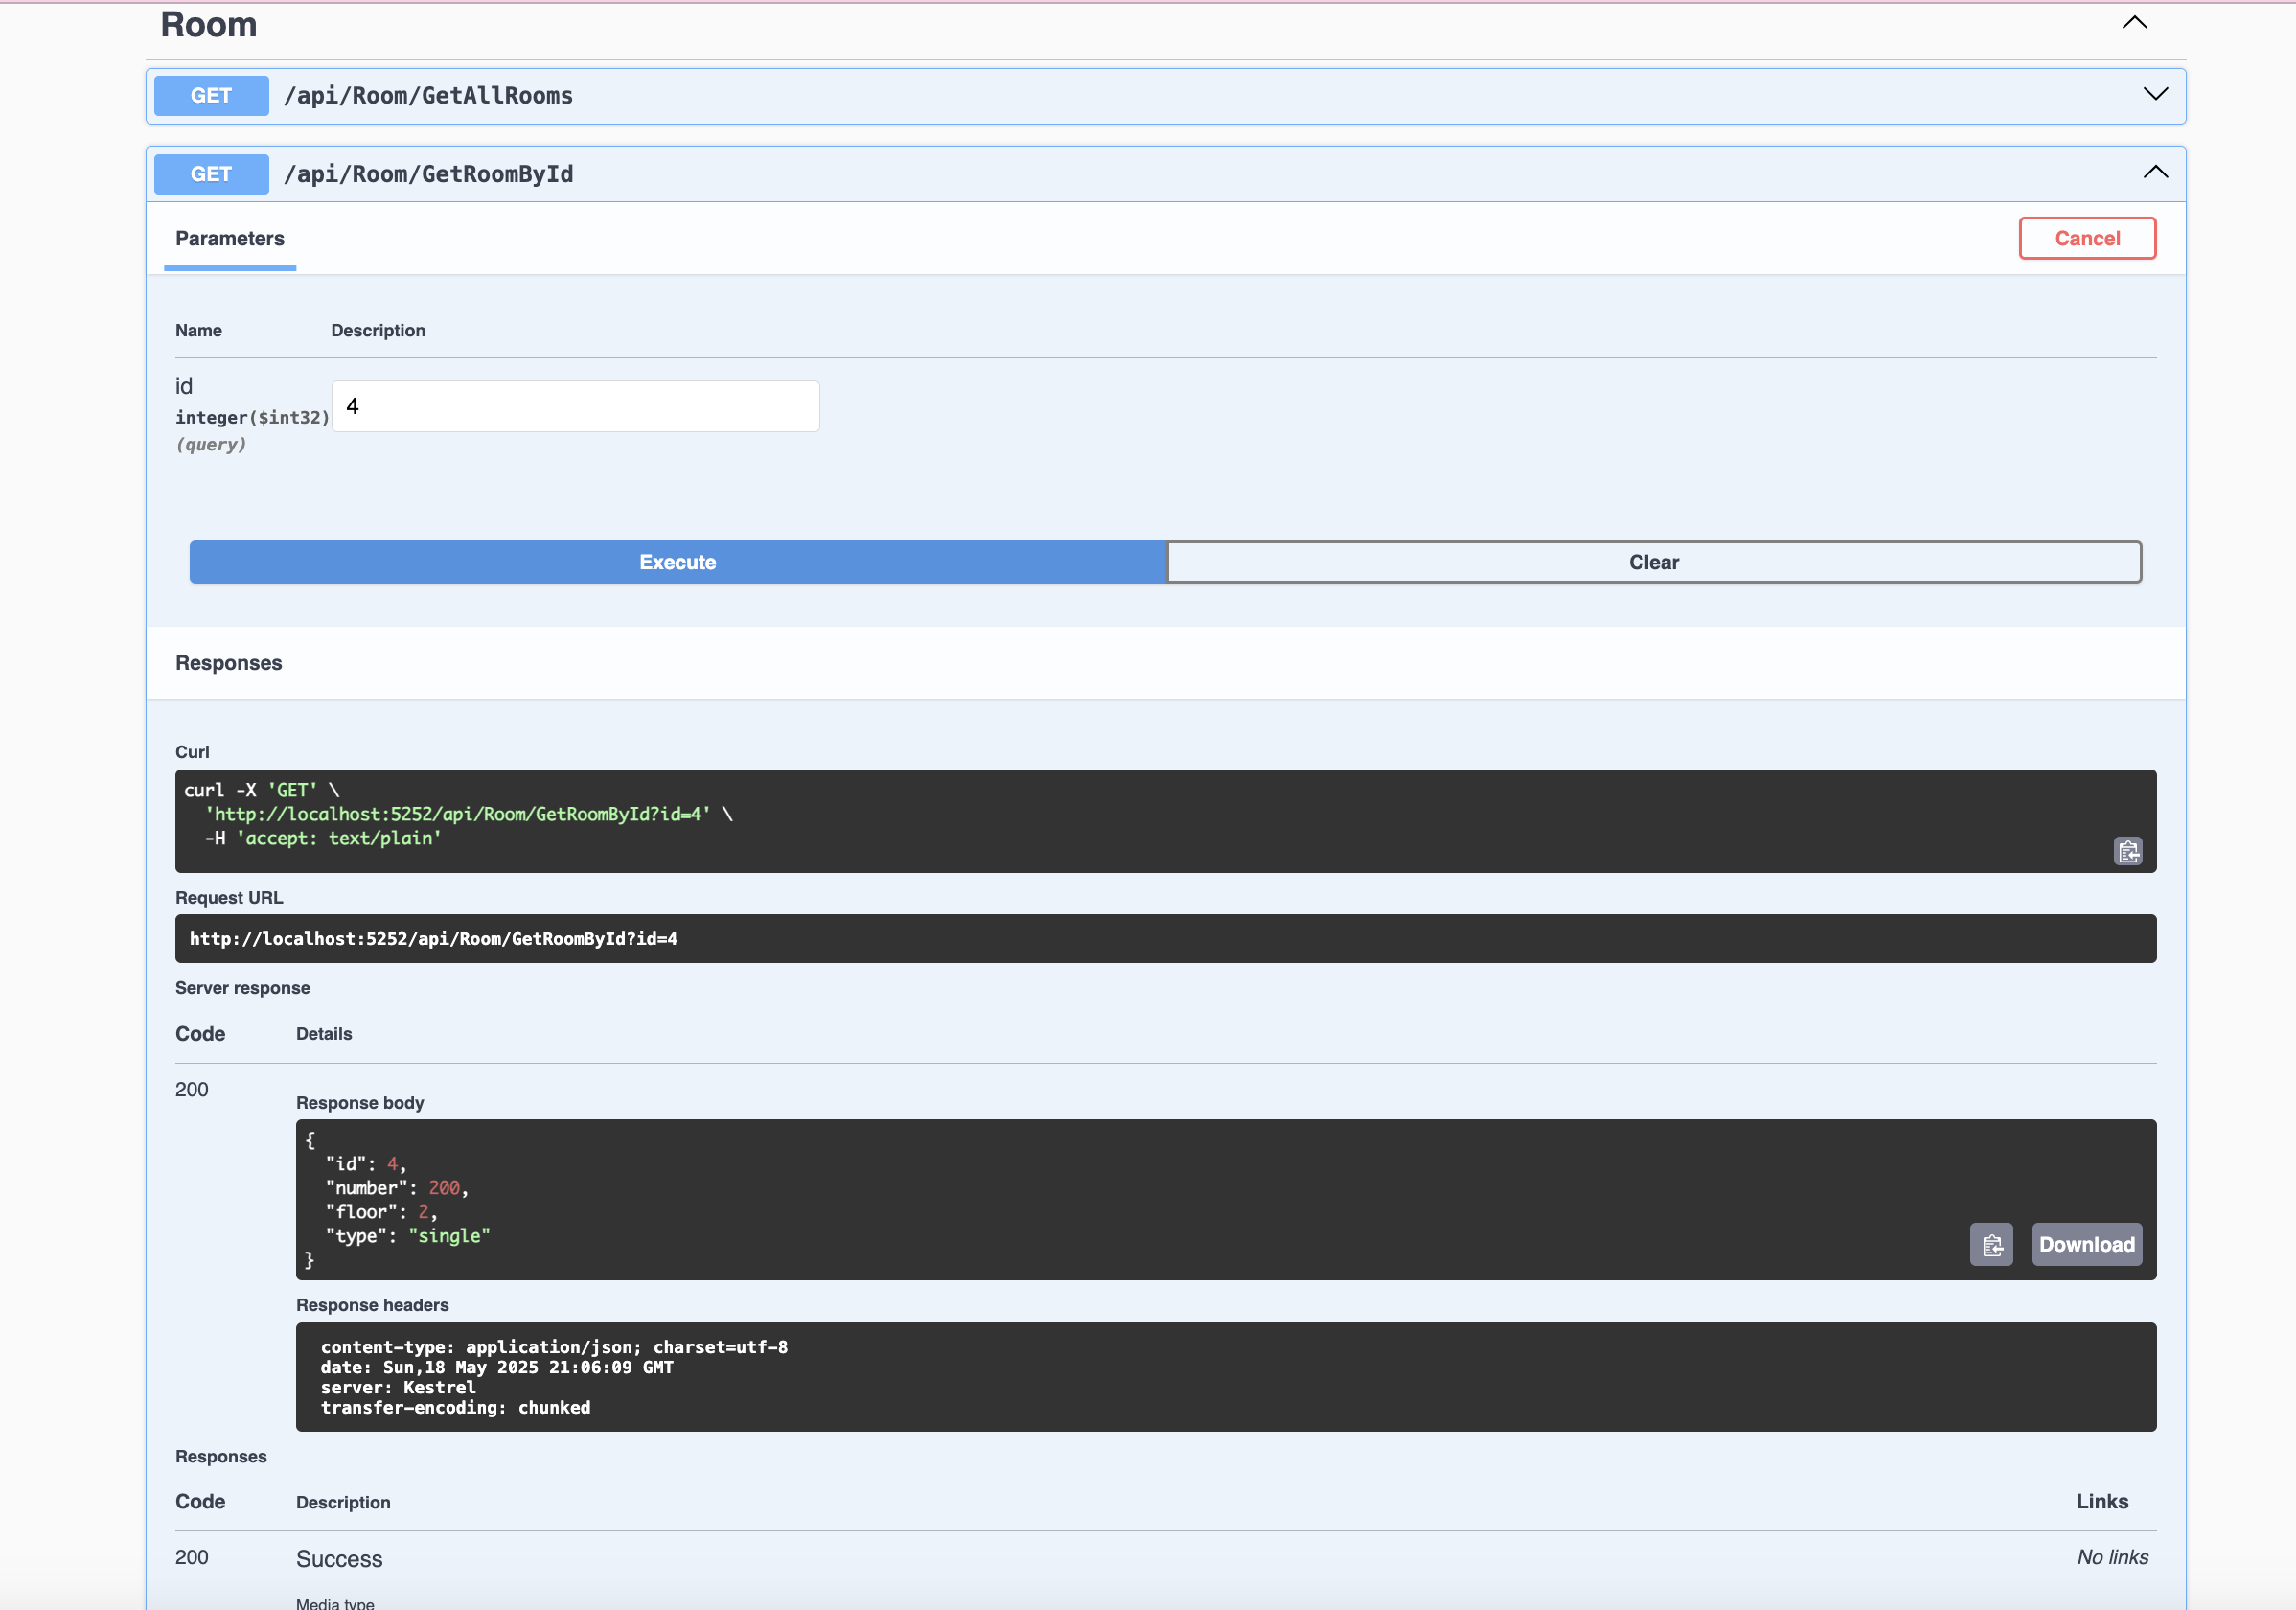 Room
GET /api/Room/GetAllRooms
GET /api/Room/GetRoomById
Parameters Cancel
Name Description
id
integer($int32)
(query)
4
Execute Clear
Responses
Curl
curl -X 'GET' \
  'http://localhost:5252/api/Room/GetRoomById?id=4' \
  -H 'accept: text/plain'
Request URL
http://localhost:5252/api/Room/GetRoomById?id=4
Server response
Code Details
200
Response body
{
  "id": 4,
  "number": 200,
  "floor": 2,
  "type": "single"
}
Download
Response headers
content-type: application/json; charset=utf-8
date: Sun,18 May 2025 21:06:09 GMT
server: Kestrel
transfer-encoding: chunked
Responses
Code Description Links
200 Success No links
Media type